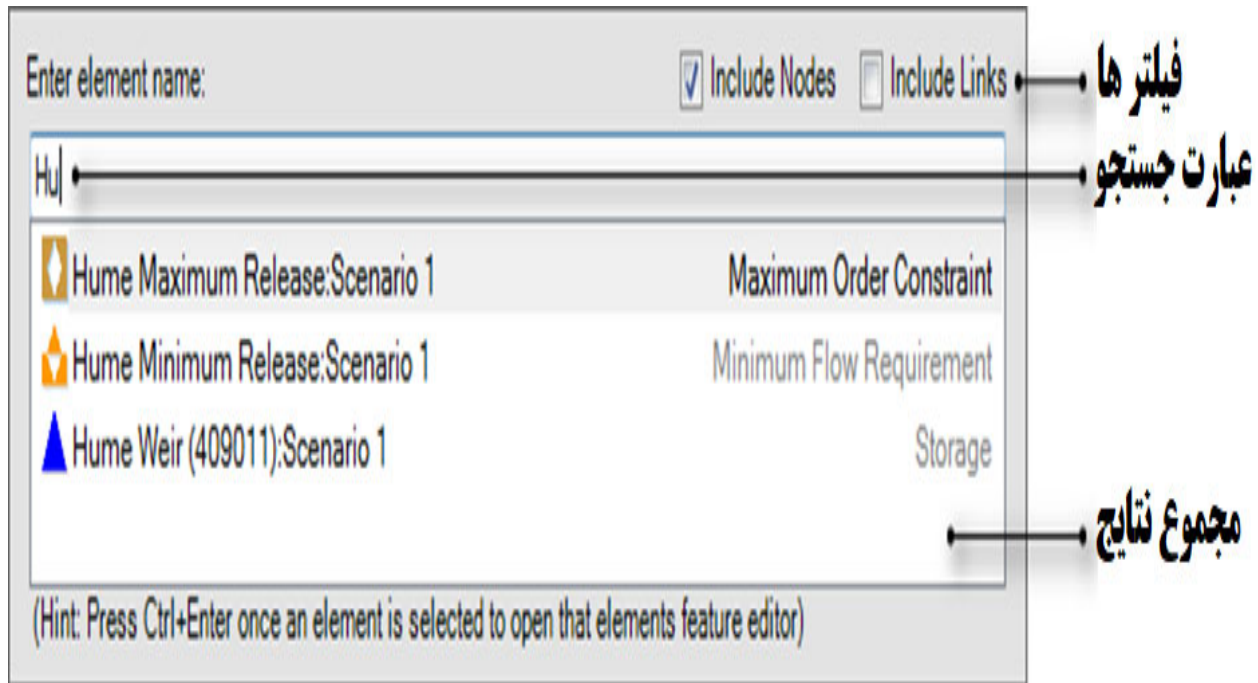 Enter element name:
Include Nodes
Include Links
فیلتر ها
Hu
عبارت جستجو
Hume Maximum Release:Scenario 1
Maximum Order Constraint
Hume Minimum Release:Scenario 1
Minimum Flow Requirement
Hume Weir (409011):Scenario 1
Storage
مجموع نتایج
(Hint: Press Ctrl+Enter once an element is selected to open that elements feature editor)